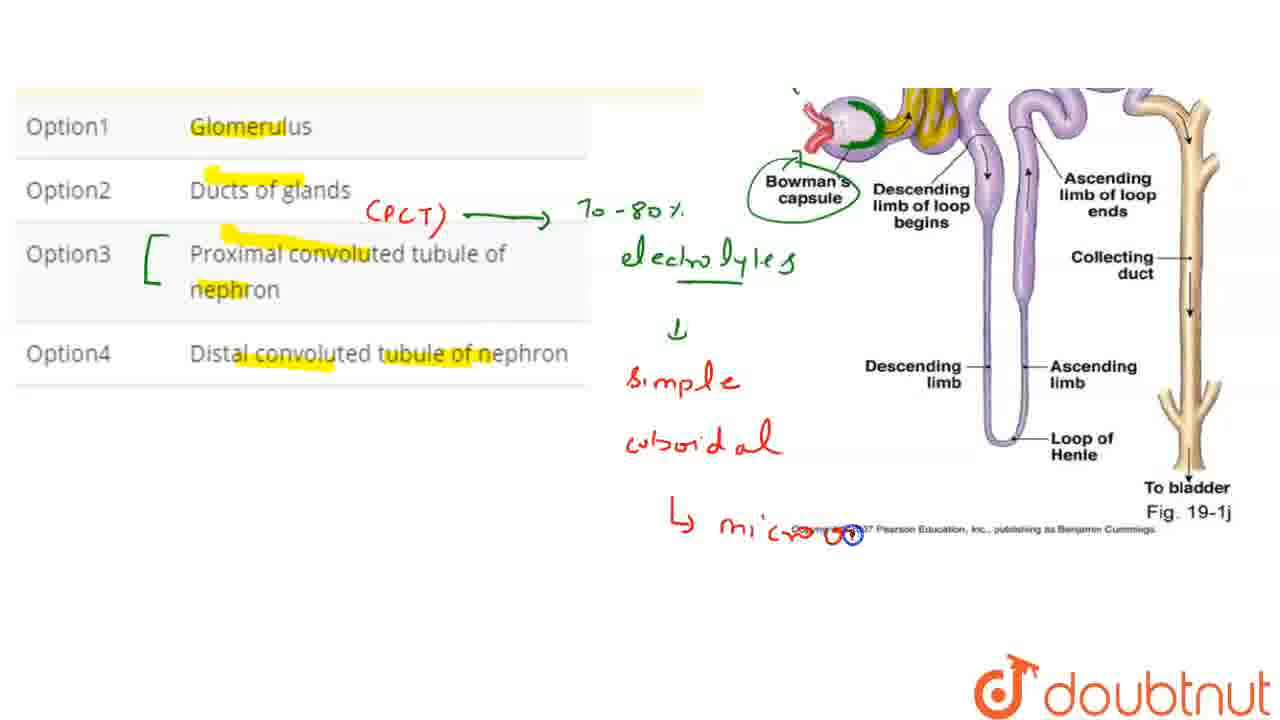 Option1 Glomerulus
Option2 Ducts of glands
(PCT) 70-80%
Option3 Proximal convoluted tubule of
nephron
electrolytes
Option4 Distal convoluted tubule of nephron
simple
cuboidal
micro
Bowman's
capsule
Descending
limb of loop
begins
Ascending
limb of loop
ends
Collecting
duct
Descending
limb
Ascending
limb
Loop of
Henle
To bladder
Fig. 19-1j
Pearson Education, Inc., publishing as Benjamin Cummings.
doubtnut